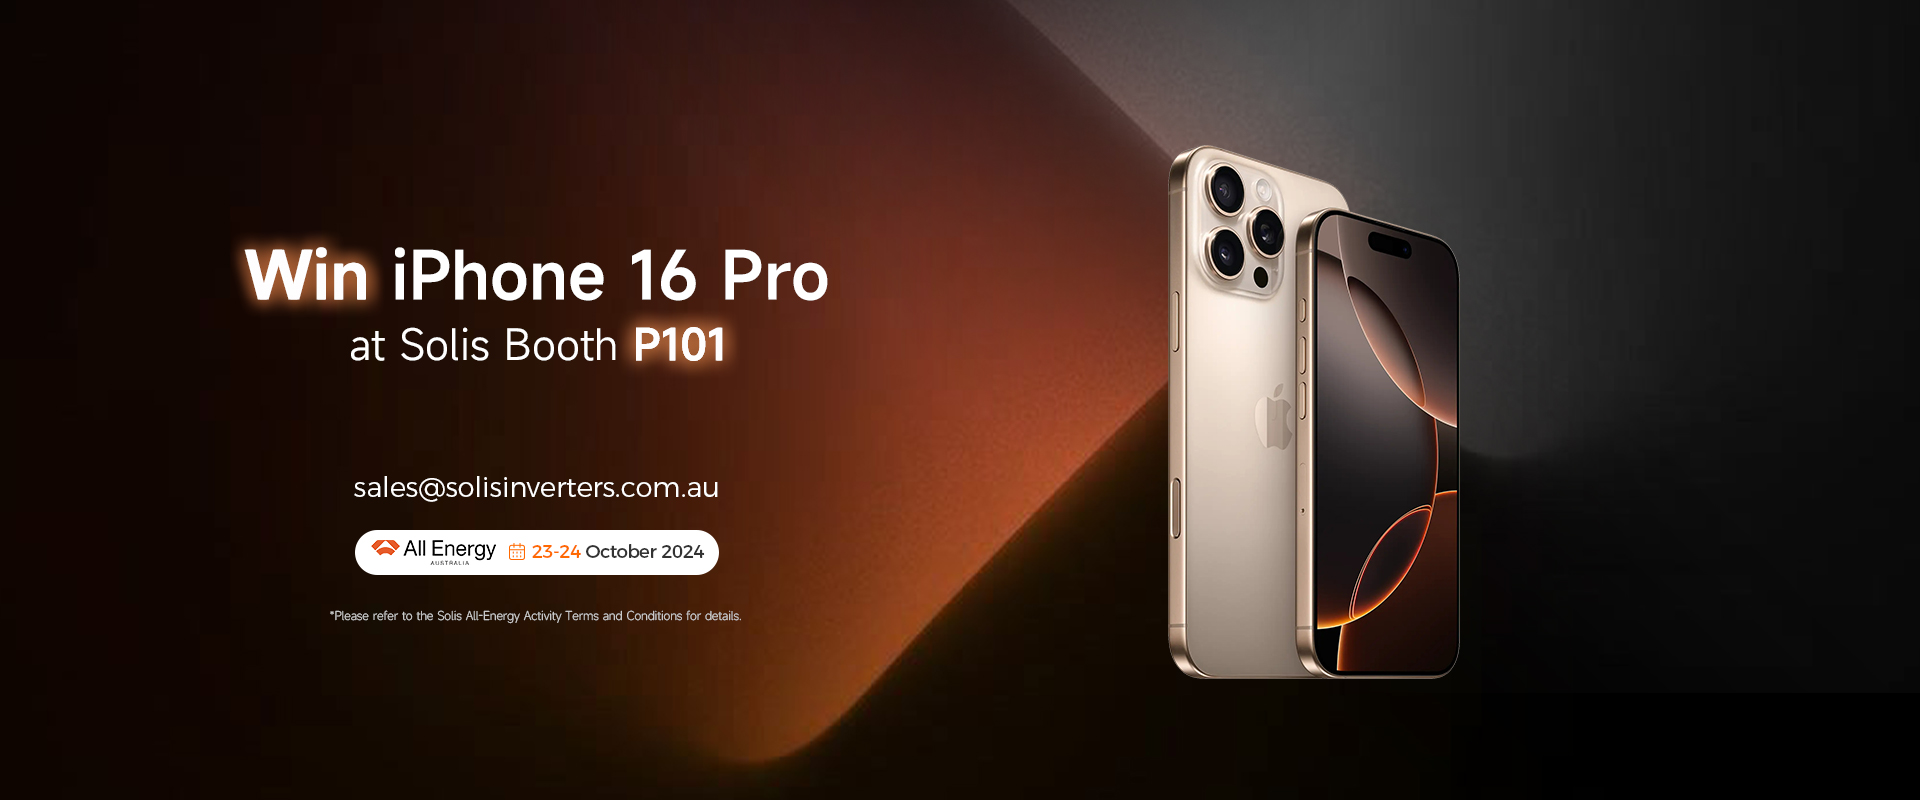 Win iPhone 16 Pro
at Solis Booth P101
sales@solisinverters.com.au
All Energy
AUSTRALIA
23-24 October 2024
*Please refer to the Solis All-Energy Activity Terms and Conditions for details.